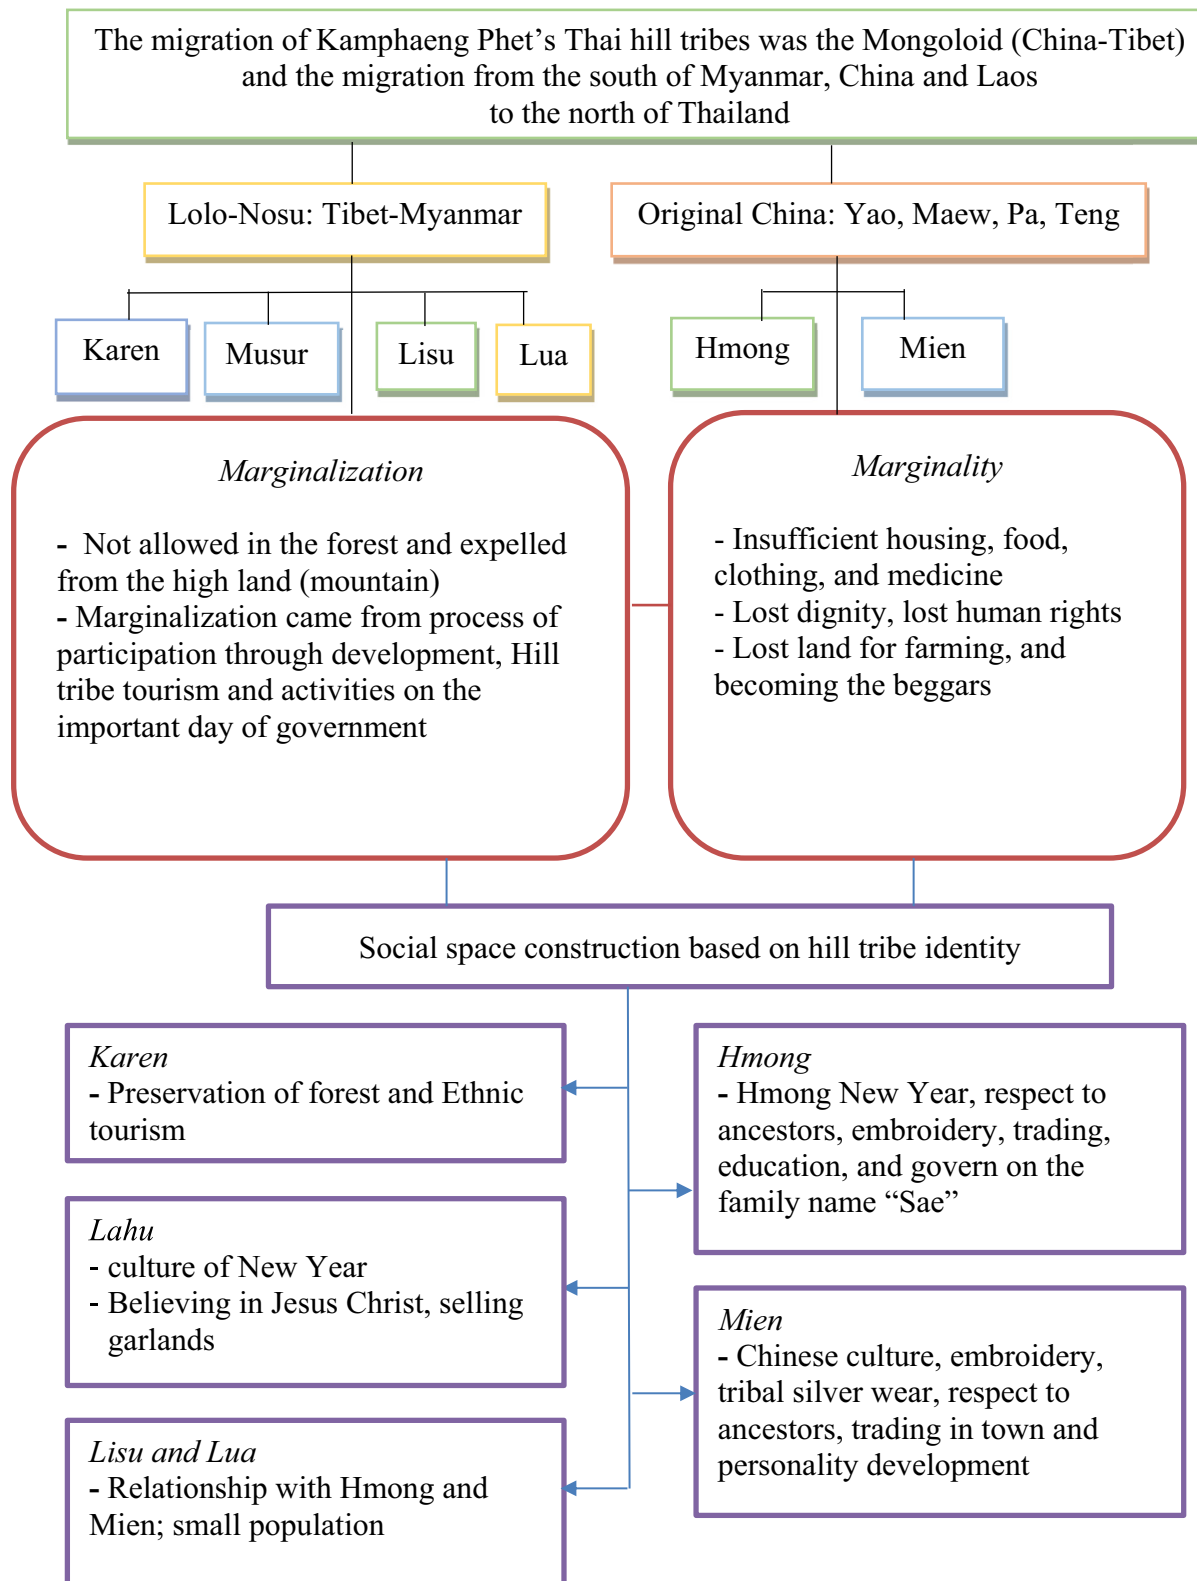 The migration of Kamphaeng Phet’s Thai hill tribes was the Mongoloid (China-Tibet)
and the migration from the south of Myanmar, China and Laos
to the north of Thailand
Lolo-Nosu: Tibet-Myanmar
Original China: Yao, Maew, Pa, Teng
Karen
Musur
Lisu
Lua
Hmong
Mien
Marginalization
- Not allowed in the forest and expelled
from the high land (mountain)
- Marginalization came from process of
participation through development, Hill
tribe tourism and activities on the
important day of government
Marginality
- Insufficient housing, food,
clothing, and medicine
- Lost dignity, lost human rights
- Lost land for farming, and
becoming the beggars
Social space construction based on hill tribe identity
Karen
- Preservation of forest and Ethnic
tourism
Lahu
- culture of New Year
- Believing in Jesus Christ, selling
garlands
Lisu and Lua
- Relationship with Hmong and
Mien; small population
Hmong
- Hmong New Year, respect to
ancestors, embroidery, trading,
education, and govern on the
family name “Sae”
Mien
- Chinese culture, embroidery,
tribal silver wear, respect to
ancestors, trading in town and
personality development